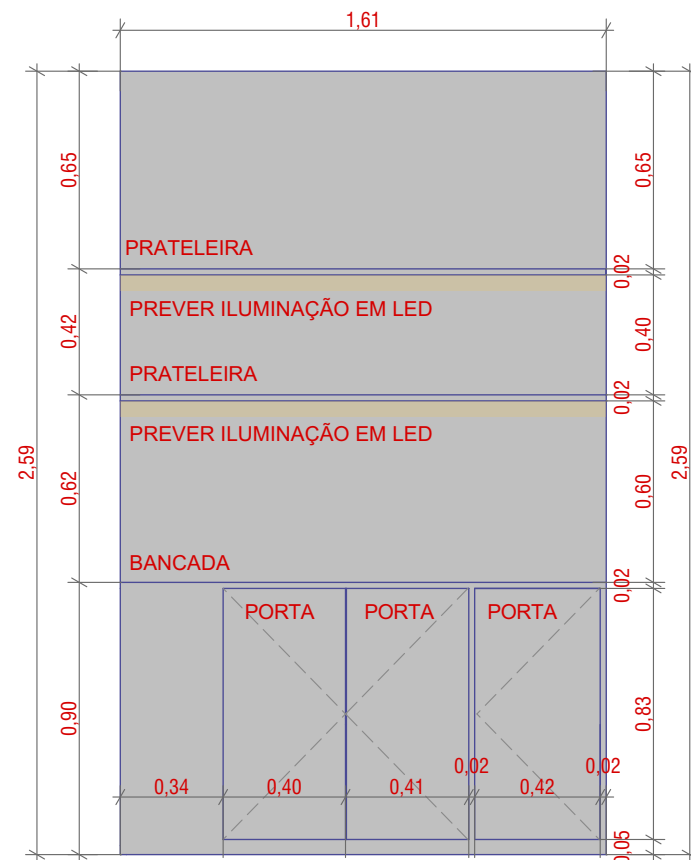 1,61
0,65
0,65
PRATELEIRA
0,02
PREVER ILUMINAÇÃO EM LED
0,42
0,40
PRATELEIRA
0,02
PREVER ILUMINAÇÃO EM LED
2,59
2,59
0,62
0,60
BANCADA
0,02
PORTA
PORTA
PORTA
0,90
0,83
0,02
0,02
0,34
0,40
0,41
0,42
0,05